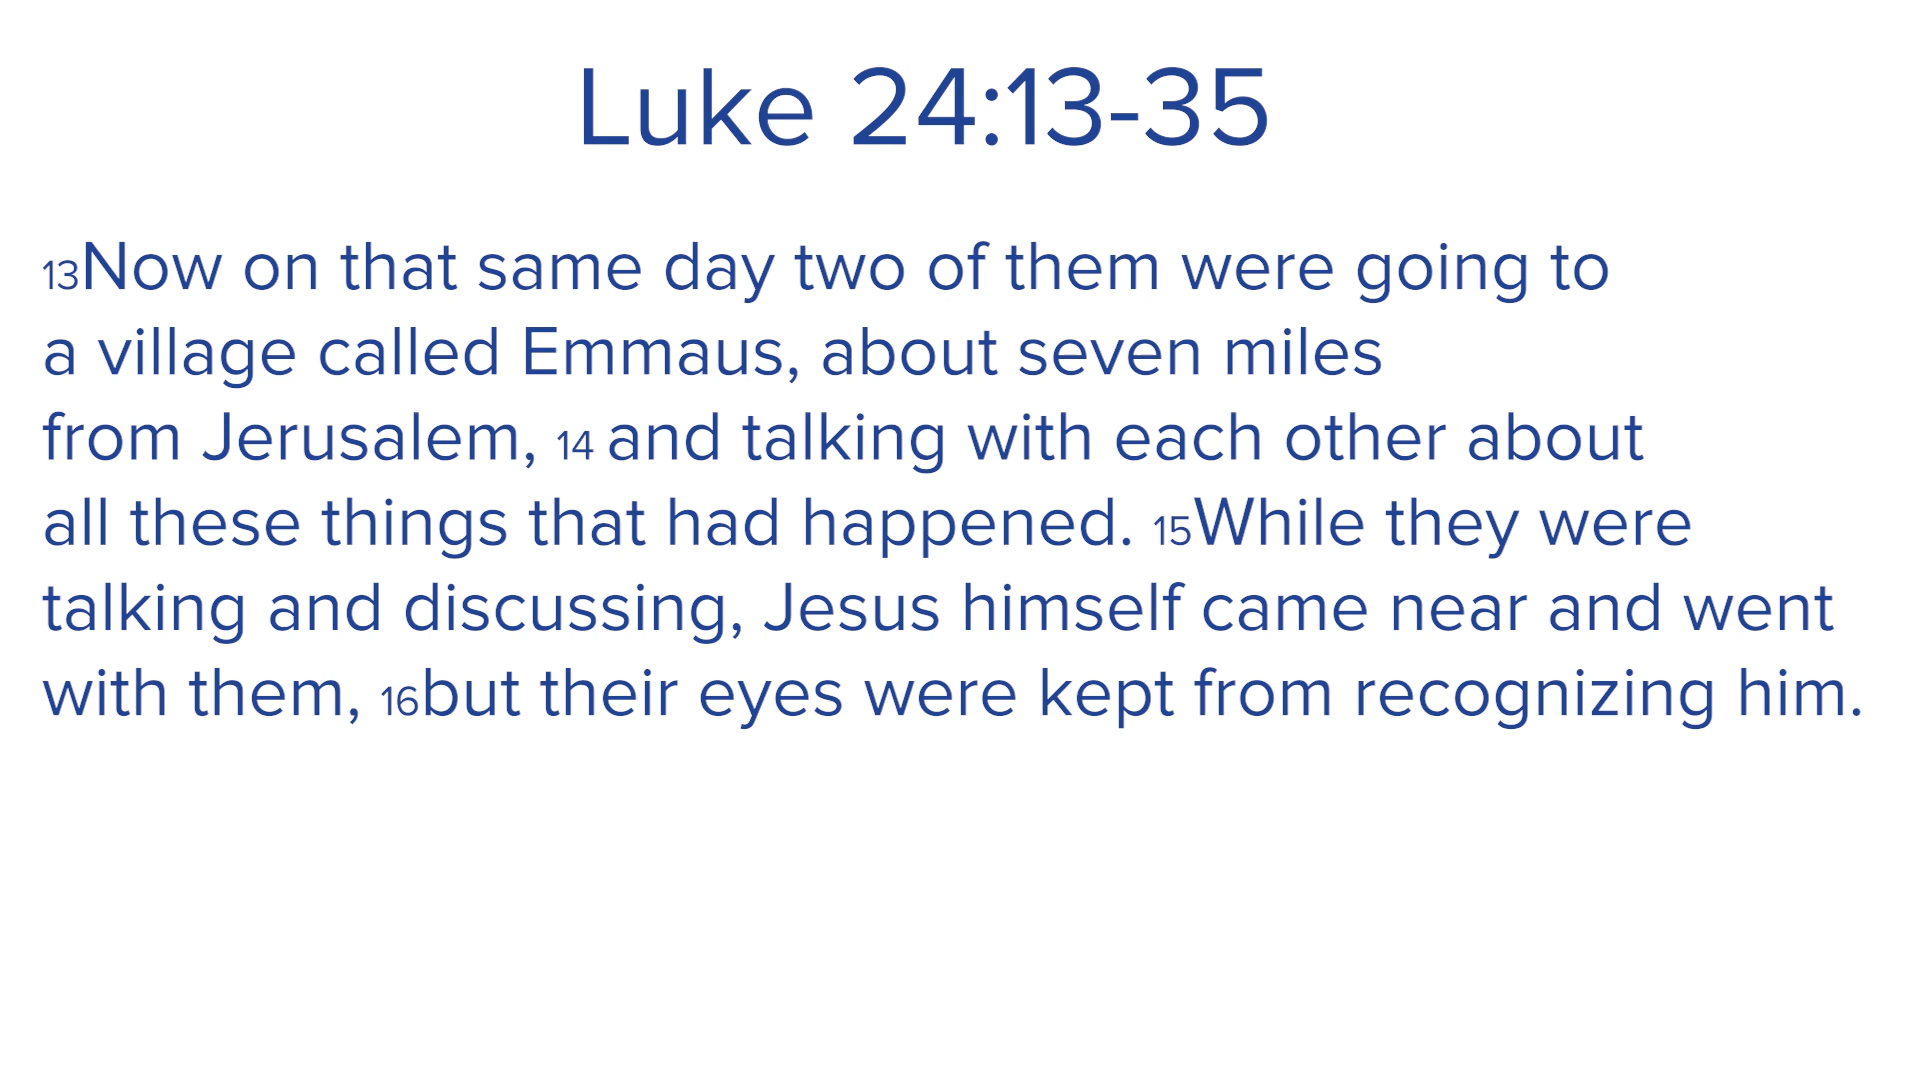 Luke 24:13-35
13Now on that same day two of them were going to
a village called Emmaus, about seven miles
from Jerusalem, 14 and talking with each other about
all these things that had happened. 15While they were
talking and discussing, Jesus himself came near and went
with them, 16but their eyes were kept from recognizing him.